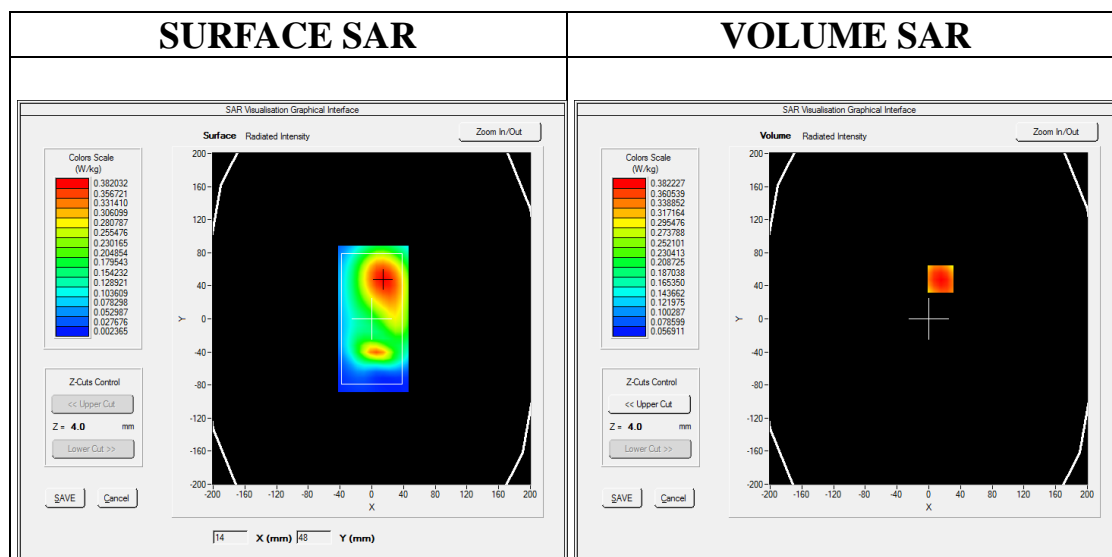 SURFACE SAR
VOLUME SAR
SAR Visualisation Graphical Interface
Surface Radiated Intensity
Zoom In/Out
Colors Scale
(W/kg)
0.382032
0.356721
0.331410
0.306099
0.280787
0.255476
0.230165
0.204854
0.179543
0.154232
0.128921
0.103609
0.078298
0.052987
0.027676
0.002365
Z-Cuts Control
<< Upper Cut
Z = 4.0 mm
Lower Cut >>
SAVE Cancel
200
160
120
80
40
0
-40
-80
-120
-160
-200
Y
-200 -160 -120 -80 -40 0 40 80 120 160 200
X
14 X (mm) 48 Y (mm)
SAR Visualisation Graphical Interface
Volume Radiated Intensity
Zoom In/Out
Colors Scale
(W/kg)
0.382227
0.360539
0.338852
0.317164
0.295476
0.273788
0.252101
0.230413
0.208725
0.187038
0.165350
0.143662
0.121975
0.100287
0.078599
0.056911
Z-Cuts Control
<< Upper Cut
Z = 4.0 mm
Lower Cut >>
SAVE Cancel
200
160
120
80
40
0
-40
-80
-120
-160
-200
Y
-200 -160 -120 -80 -40 0 40 80 120 160 200
X